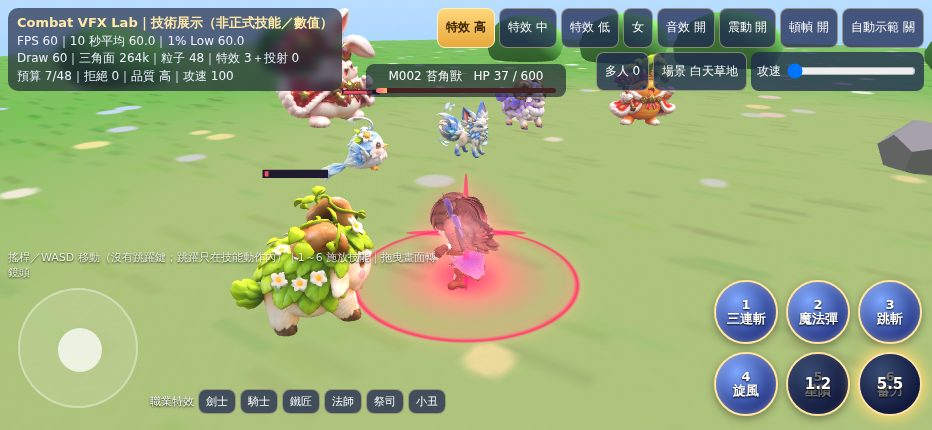 Combat VFX Lab｜技術展示（非正式技能／數值）
FPS 60｜10 秒平均 60.0｜1% Low 60.0
Draw 60｜三角面 264k｜粒子 48｜特效 3＋投射 0
預算 7/48｜拒絕 0｜品質 高｜攻速 100
特效 高
特效 中
特效 低
女
音效 開
震動 開
頓幀 開
自動示範 關
M002 苔角獸 HP 37 / 600
多人 0
場景 白天草地
攻速
搖桿／WASD 移動（沒有跳躍鍵；跳躍只在技能動作內）｜1～6 施放技能｜拖曳畫面轉
鏡頭
1
三連斬
2
魔法彈
3
跳斬
4
旋風
1.2
5.5
職業特效
劍士
騎士
鐵匠
法師
祭司
小丑